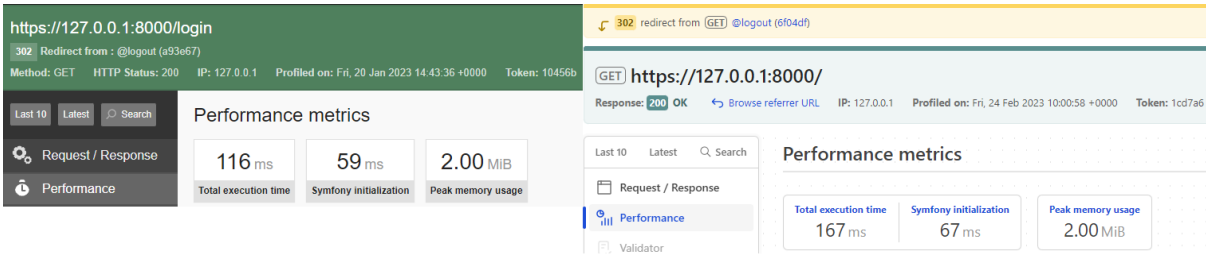 https://127.0.0.1:8000/login
302 Redirect from : @logout (a93e67)
Method: GET HTTP Status: 200 IP: 127.0.0.1 Profiled on: Fri, 20 Jan 2023 14:43:36 +0000 Token: 10456b
Last 10 Latest Search
Request / Response
Performance
Performance metrics
116 ms
Total execution time
59 ms
Symfony initialization
2.00 MiB
Peak memory usage
302 redirect from GET @logout (6f04df)
GET https://127.0.0.1:8000/
Response: 200 OK Browse referrer URL IP: 127.0.0.1 Profiled on: Fri, 24 Feb 2023 10:00:58 +0000 Token: 1cd7a6
Last 10 Latest Search
Request / Response
Performance
Validator
Performance metrics
Total execution time
167 ms
Symfony initialization
67 ms
Peak memory usage
2.00 MiB